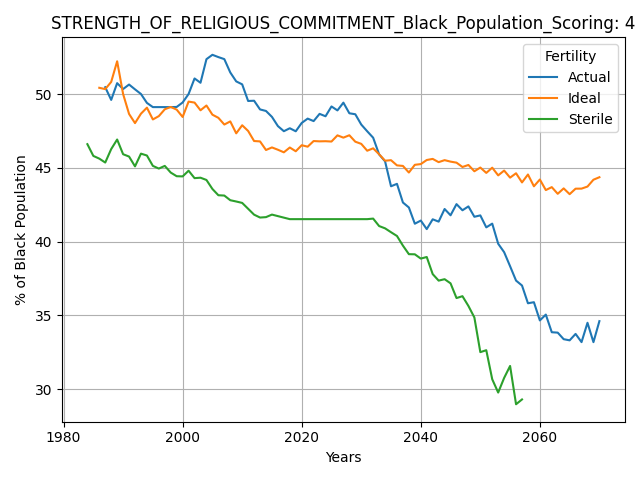 STRENGTH_OF_RELIGIOUS_COMMITMENT_Black_Population_Scoring: 4
Fertility
Actual
Ideal
Sterile
% of Black Population
50
45
40
35
30
1980
2000
2020
2040
2060
Years